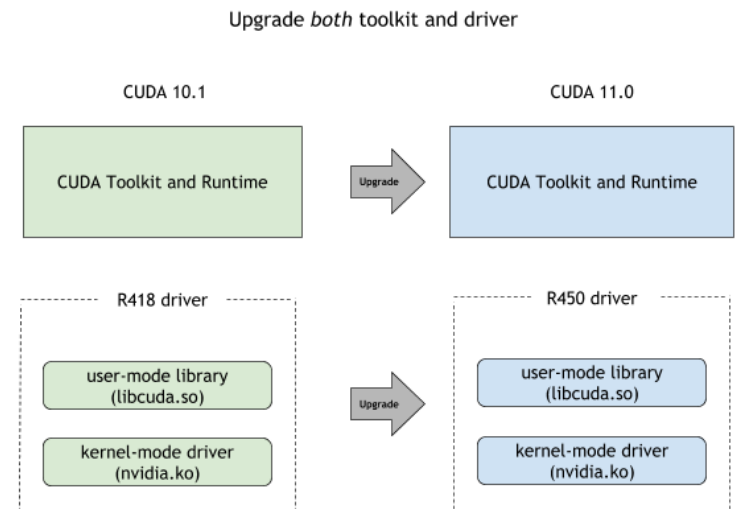 Upgrade both toolkit and driver
CUDA 10.1
CUDA 11.0
CUDA Toolkit and Runtime
Upgrade
CUDA Toolkit and Runtime
R418 driver
R450 driver
user-mode library
(libcuda.so)
kernel-mode driver
(nvidia.ko)
Upgrade
user-mode library
(libcuda.so)
kernel-mode driver
(nvidia.ko)